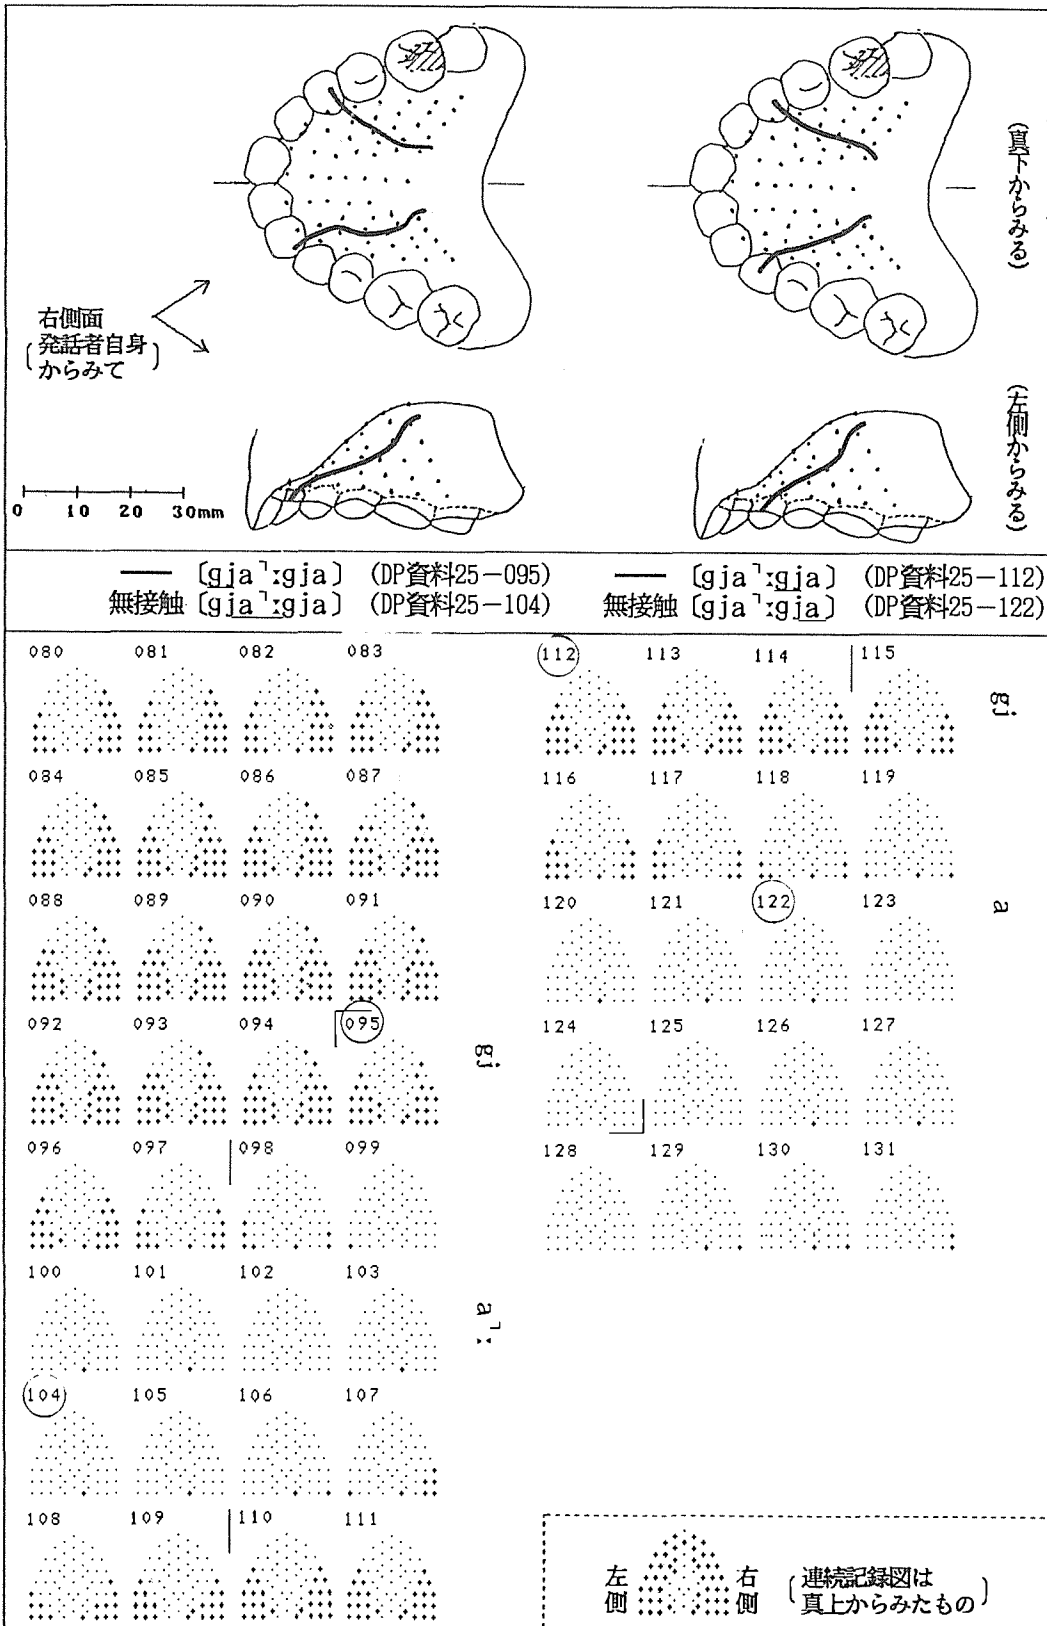 (真下からみる)
右側面
発話者自身
からみて
(左側からみる)
0 10 20 30mm
── [gja˥ːgja] (DP資料25−095)
無接触 [gja˥ːgja] (DP資料25−104)
── [gja˥ːgja] (DP資料25−112)
無接触 [gja˥ːgja] (DP資料25−122)
080 081 082 083
084 085 086 087
088 089 090 091
092 093 094 095
gj
096 097 098 099
100 101 102 103
a˥ː
104 105 106 107
108 109 110 111
112 113 114 115
gj
116 117 118 119
a
120 121 122 123
124 125 126 127
128 129 130 131
左側
右側
(連続記録図は
真上からみたもの)